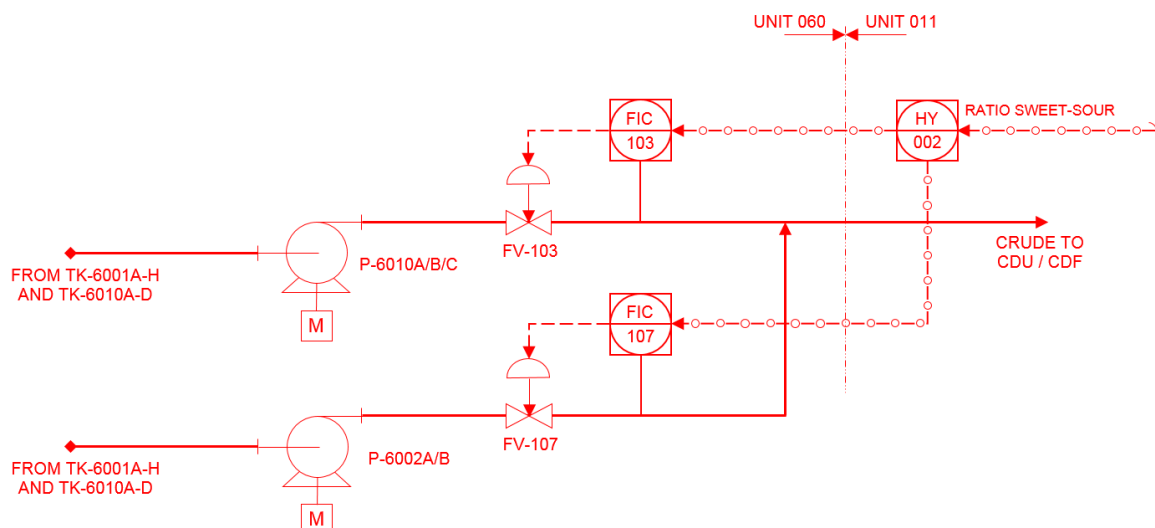 UNIT 060
UNIT 011
FIC
103
HY
002
RATIO SWEET-SOUR
FV-103
P-6010A/B/C
FROM TK-6001A-H
AND TK-6010A-D
M
CRUDE TO
CDU / CDF
FIC
107
FV-107
P-6002A/B
FROM TK-6001A-H
AND TK-6010A-D
M